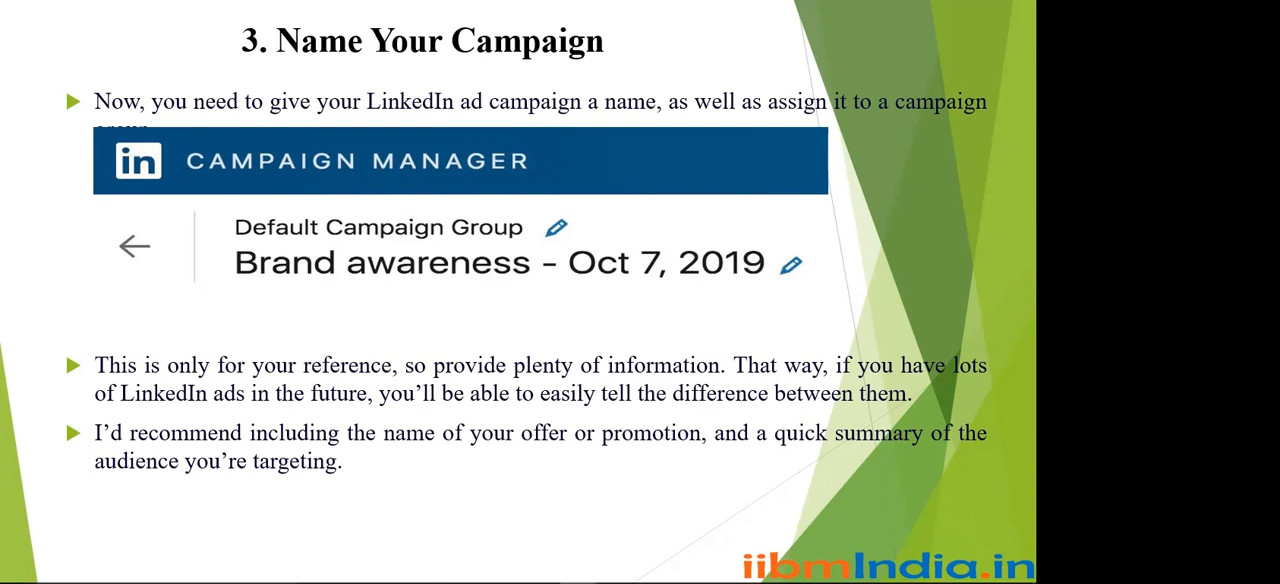 3. Name Your Campaign
Now, you need to give your LinkedIn ad campaign a name, as well as assign it to a campaign
in CAMPAIGN MANAGER
Default Campaign Group
Brand awareness - Oct 7, 2019
This is only for your reference, so provide plenty of information. That way, if you have lots
of LinkedIn ads in the future, you’ll be able to easily tell the difference between them.
I’d recommend including the name of your offer or promotion, and a quick summary of the
audience you’re targeting.
iibmIndia.in